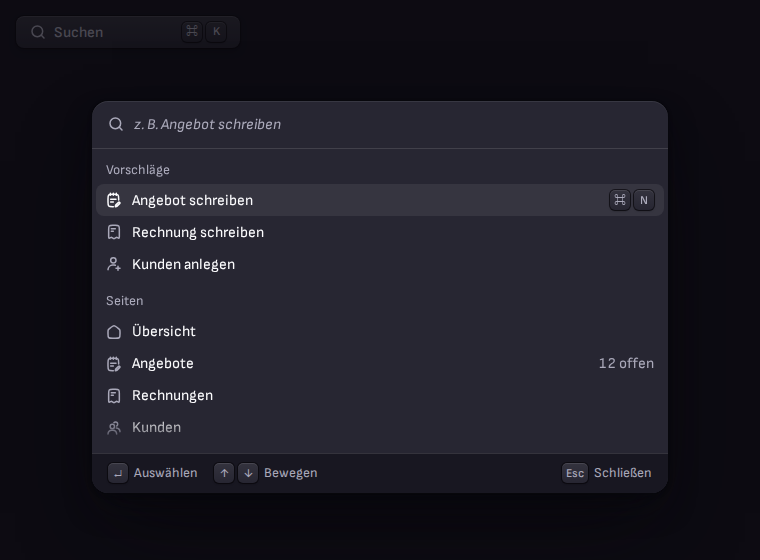 Suchen ⌘ K
z. B. Angebot schreiben
Vorschläge
Angebot schreiben ⌘ N
Rechnung schreiben
Kunden anlegen
Seiten
Übersicht
Angebote 12 offen
Rechnungen
Kunden
↵ Auswählen ↑ ↓ Bewegen Esc Schließen